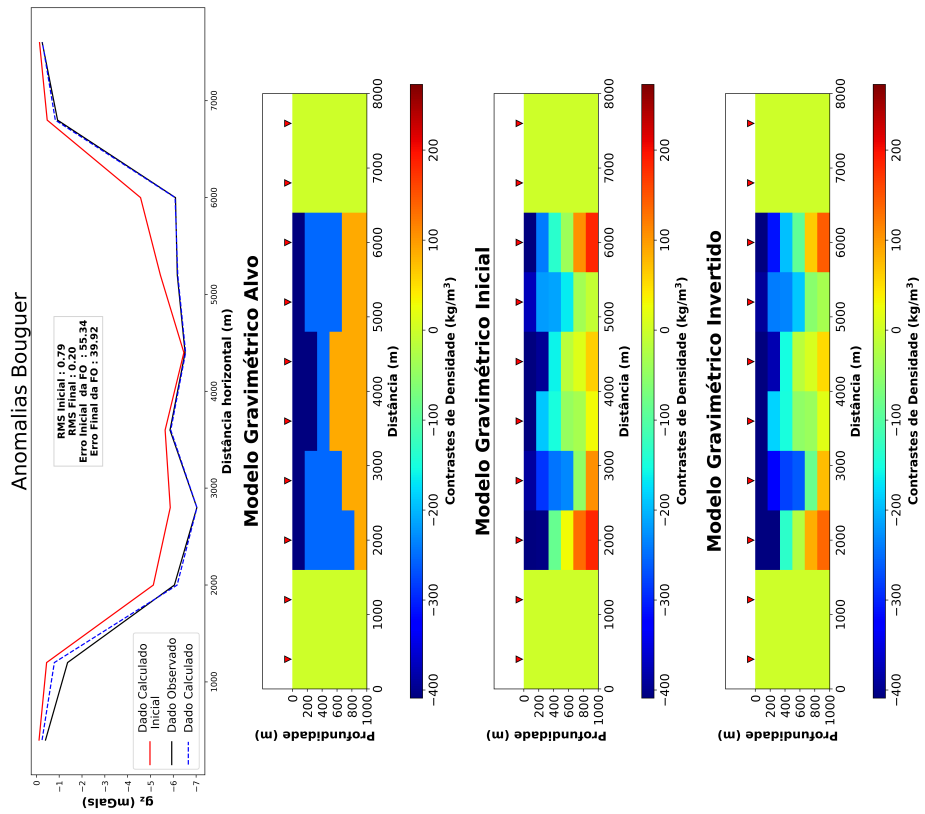 Anomalias Bouguer
g_z (mGals)
0
−1
−2
−3
−4
−5
−6
−7
RMS Inicial : 0.79
RMS Final : 0.20
Erro Inicial da FO : 55.34
Erro Final da FO : 39.92
Dado Calculado
Inicial
Dado Observado
Dado Calculado
1000 2000 3000 4000 5000 6000 7000
Distância horizontal (m)
Modelo Gravimétrico Alvo
Profundidade (m)
0
200
400
600
800
1000
0 1000 2000 3000 4000 5000 6000 7000 8000
Distância (m)
−400 −300 −200 −100 0 100 200
Contrastes de Densidade (kg/m³)
Modelo Gravimétrico Inicial
Profundidade (m)
0
200
400
600
800
1000
0 1000 2000 3000 4000 5000 6000 7000 8000
Distância (m)
−400 −300 −200 −100 0 100 200
Contrastes de Densidade (kg/m³)
Modelo Gravimétrico Invertido
Profundidade (m)
0
200
400
600
800
1000
0 1000 2000 3000 4000 5000 6000 7000 8000
Distância (m)
−400 −300 −200 −100 0 100 200
Contrastes de Densidade (kg/m³)